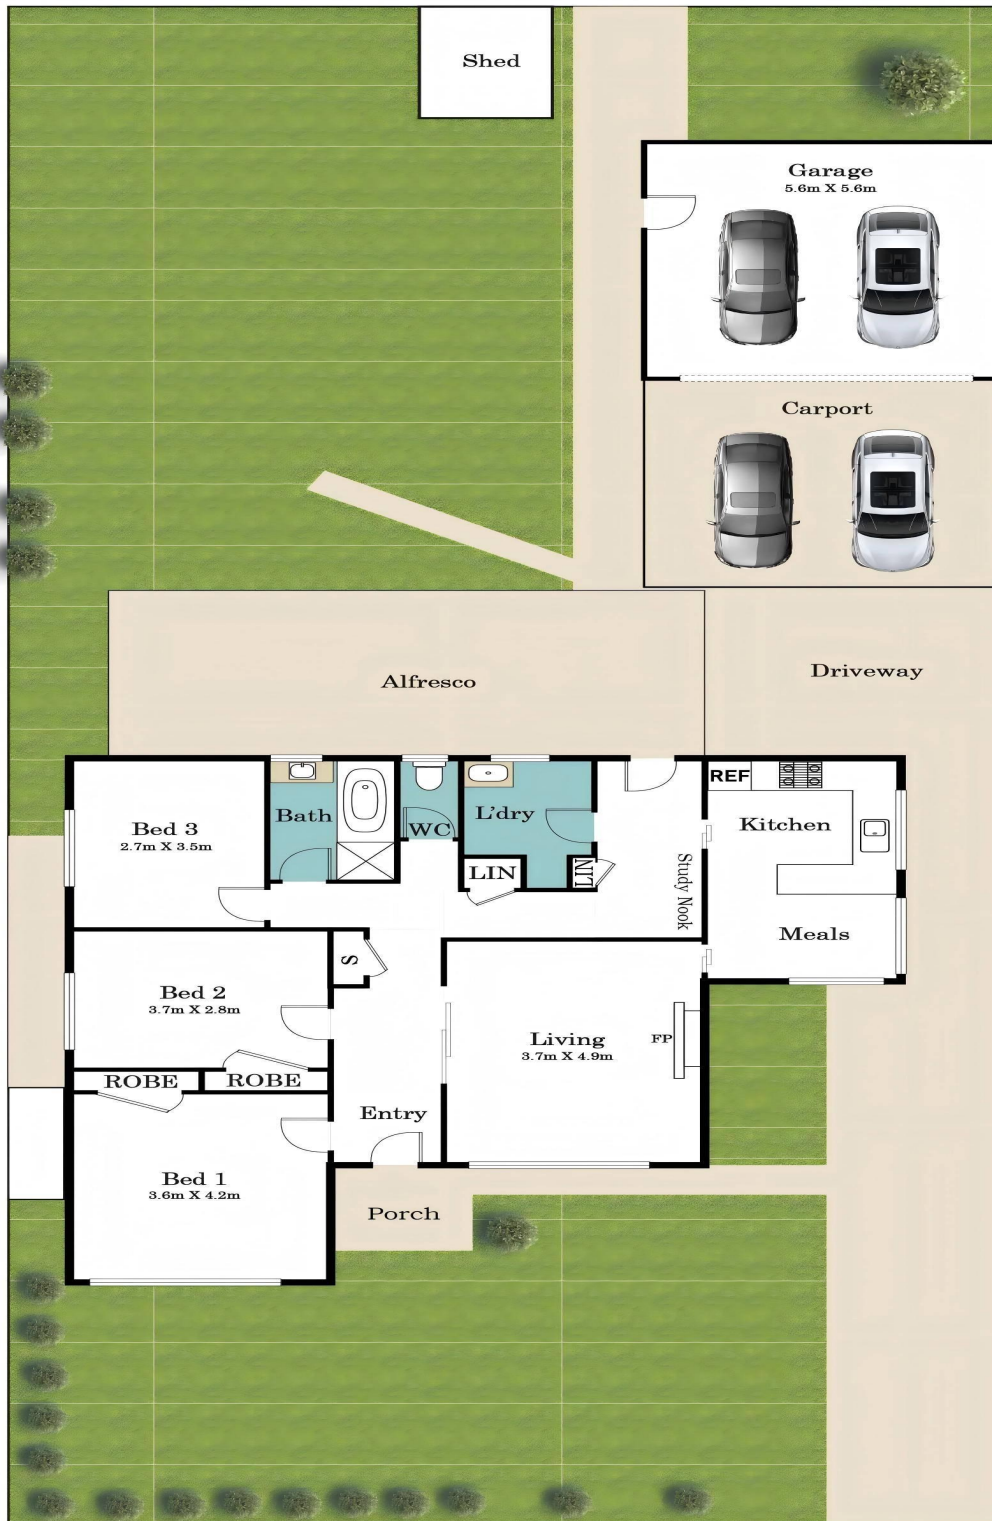 Shed
Garage
5.6m X 5.6m
Carport
Alfresco
Driveway
REF
Bath
WC
L'dry
Kitchen
Bed 3
2.7m X 3.5m
LIN
LIN
Study Nook
Meals
S
Bed 2
3.7m X 2.8m
Living
3.7m X 4.9m
FP
ROBE
ROBE
Entry
Bed 1
3.6m X 4.2m
Porch